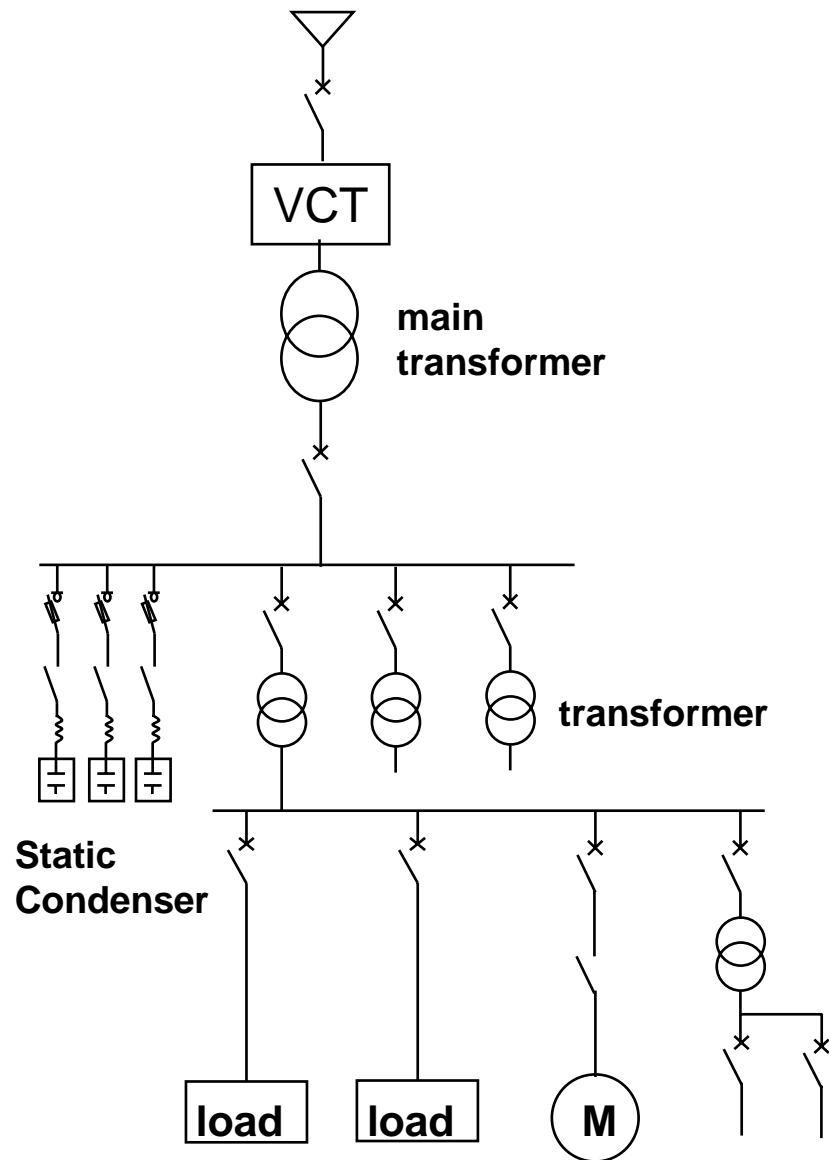 VCT
main
transformer
transformer
Static
Condenser
load
load
M